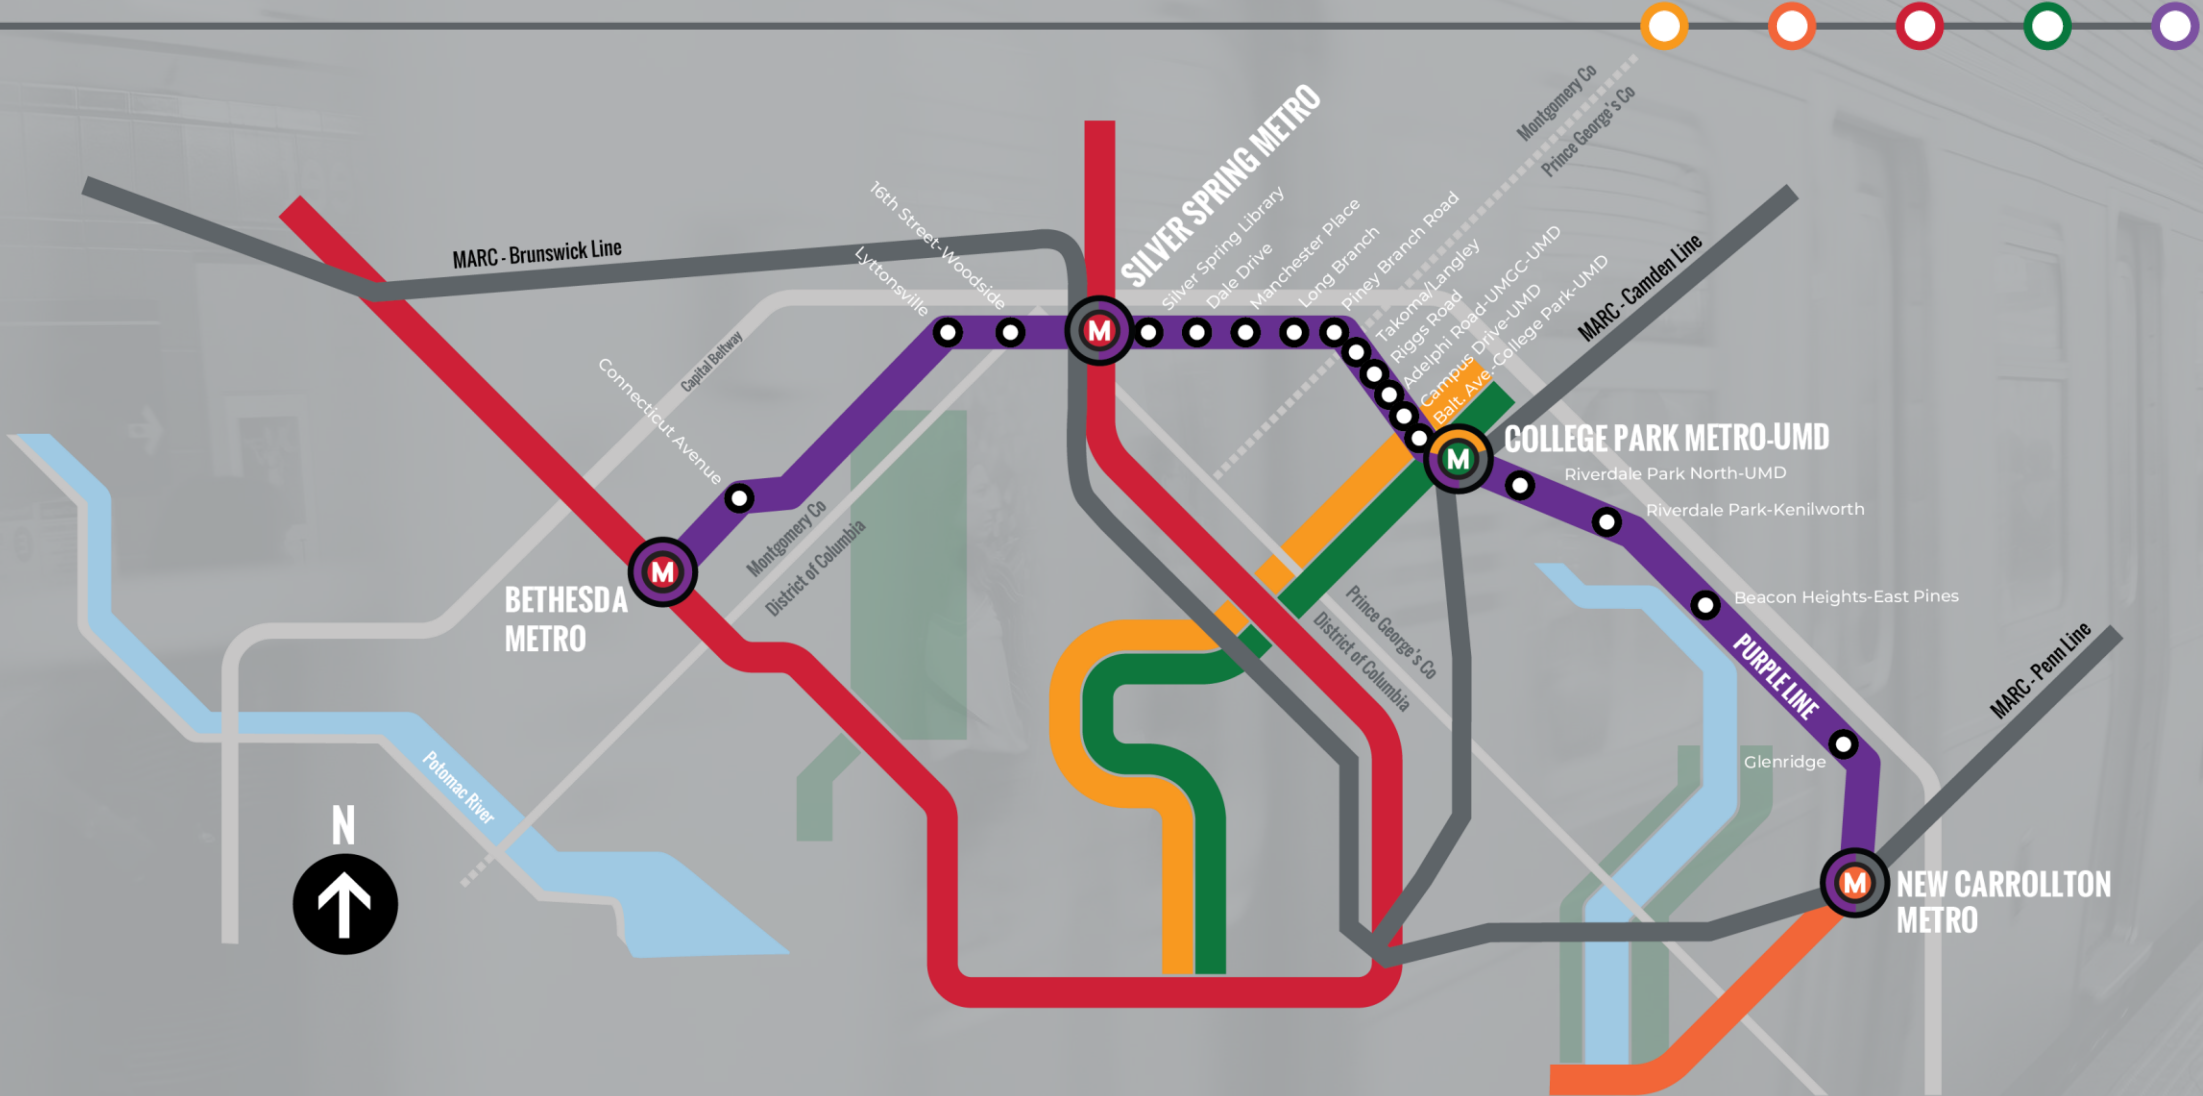 Montgomery Co
Prince George's Co
SILVER SPRING METRO
16th Street-Woodside
Lyttonsville
MARC - Brunswick Line
Silver Spring Library
Dale Drive
Manchester Place
Long Branch
Piney Branch Road
Takoma/Langley
Riggs Road
Adelphi Road-UMGC-UMD
Campus Drive-UMD
Balt. Ave.-College Park-UMD
MARC - Camden Line
M
Capital Beltway
Connecticut Avenue
COLLEGE PARK METRO-UMD
M
Riverdale Park North-UMD
Riverdale Park-Kenilworth
Montgomery Co
District of Columbia
M
BETHESDA
METRO
Prince George's Co
District of Columbia
Beacon Heights-East Pines
PURPLE LINE
MARC - Penn Line
Glenridge
Potomac River
N
M
NEW CARROLLTON
METRO